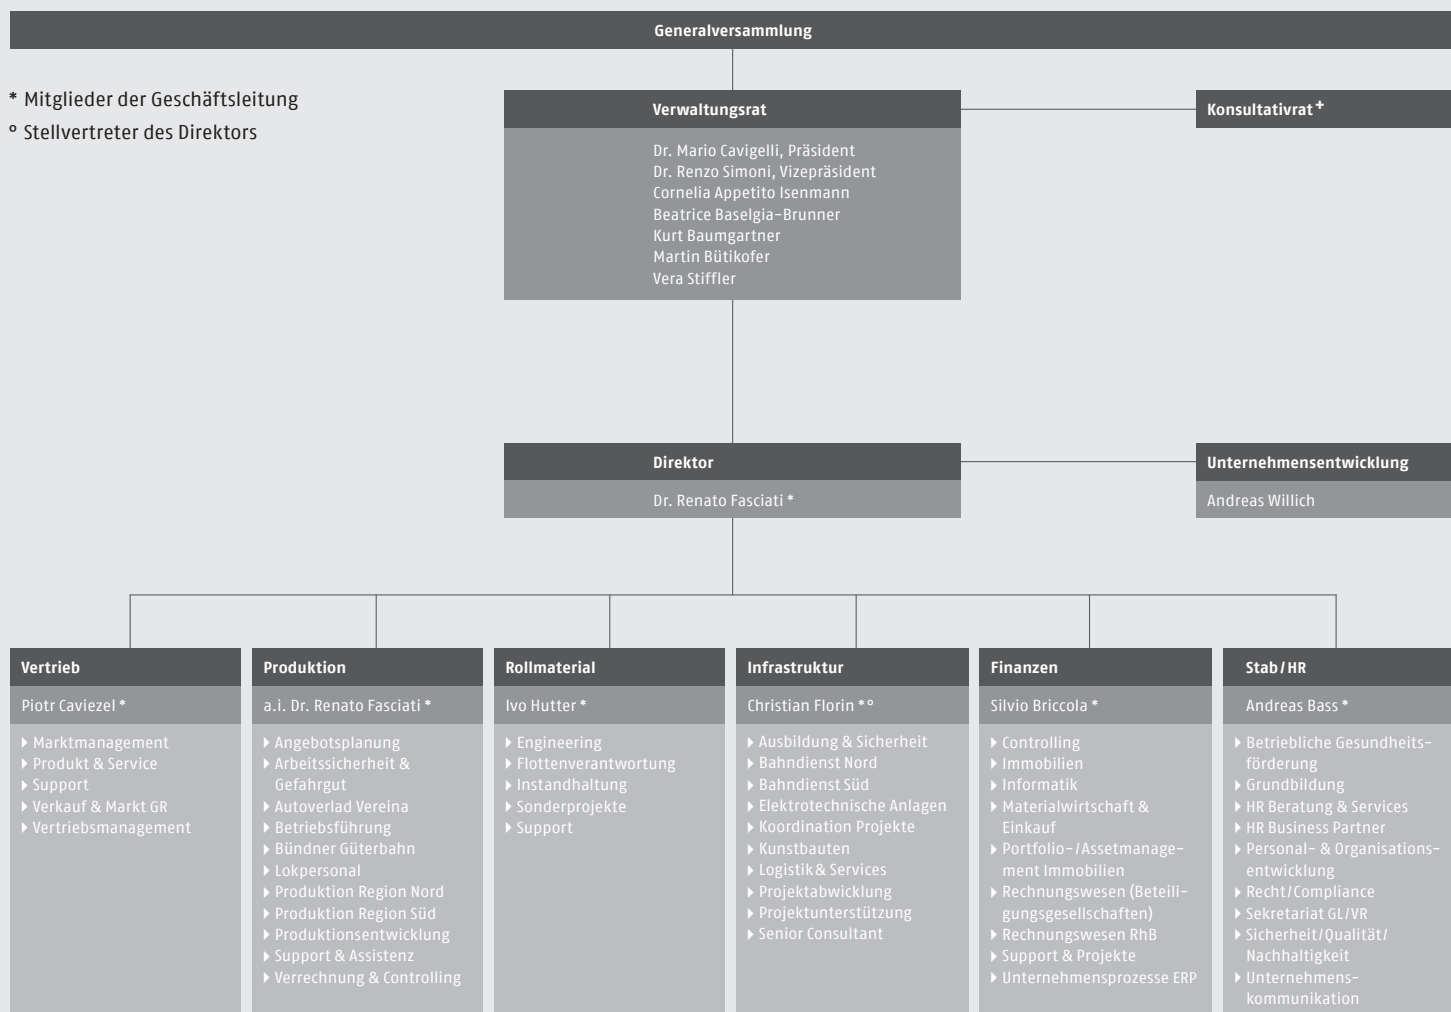 Generalversammlung
* Mitglieder der Geschäftsleitung
° Stellvertreter des Direktors
Verwaltungsrat
Dr. Mario Cavigelli, Präsident
Dr. Renzo Simoni, Vizepräsident
Cornelia Appetito Isenmann
Beatrice Baselgia-Brunner
Kurt Baumgartner
Martin Bütikofer
Vera Stiffler
Konsultativrat +
Direktor
Dr. Renato Fasciati *
Unternehmensentwicklung
Andreas Willich
Vertrieb
Piotr Caviezel *
Marktmanagement
Produkt & Service
Support
Verkauf & Markt GR
Vertriebsmanagement
Produktion
a.i. Dr. Renato Fasciati *
Angebotsplanung
Arbeitssicherheit &
Gefahrgut
Autoverlad Vereina
Betriebsführung
Bündner Güterbahn
Lokpersonal
Produktion Region Nord
Produktion Region Süd
Produktionsentwicklung
Support & Assistenz
Verrechnung & Controlling
Rollmaterial
Ivo Hutter *
Engineering
Flottenverantwortung
Instandhaltung
Sonderprojekte
Support
Infrastruktur
Christian Florin *°
Ausbildung & Sicherheit
Bahndienst Nord
Bahndienst Süd
Elektrotechnische Anlagen
Koordination Projekte
Kunstbauten
Logistik & Services
Projektabwicklung
Projektunterstützung
Senior Consultant
Finanzen
Silvio Briccola *
Controlling
Immobilien
Informatik
Materialwirtschaft &
Einkauf
Portfolio-/Assetmanage-
ment Immobilien
Rechnungswesen (Beteili-
gungsgesellschaften)
Rechnungswesen RhB
Support & Projekte
Unternehmensprozesse ERP
Stab/HR
Andreas Bass *
Betriebliche Gesundheits-
förderung
Grundbildung
HR Beratung & Services
HR Business Partner
Personal- & Organisations-
entwicklung
Recht/Compliance
Sekretariat GL/VR
Sicherheit/Qualität/
Nachhaltigkeit
Unternehmens-
kommunikation